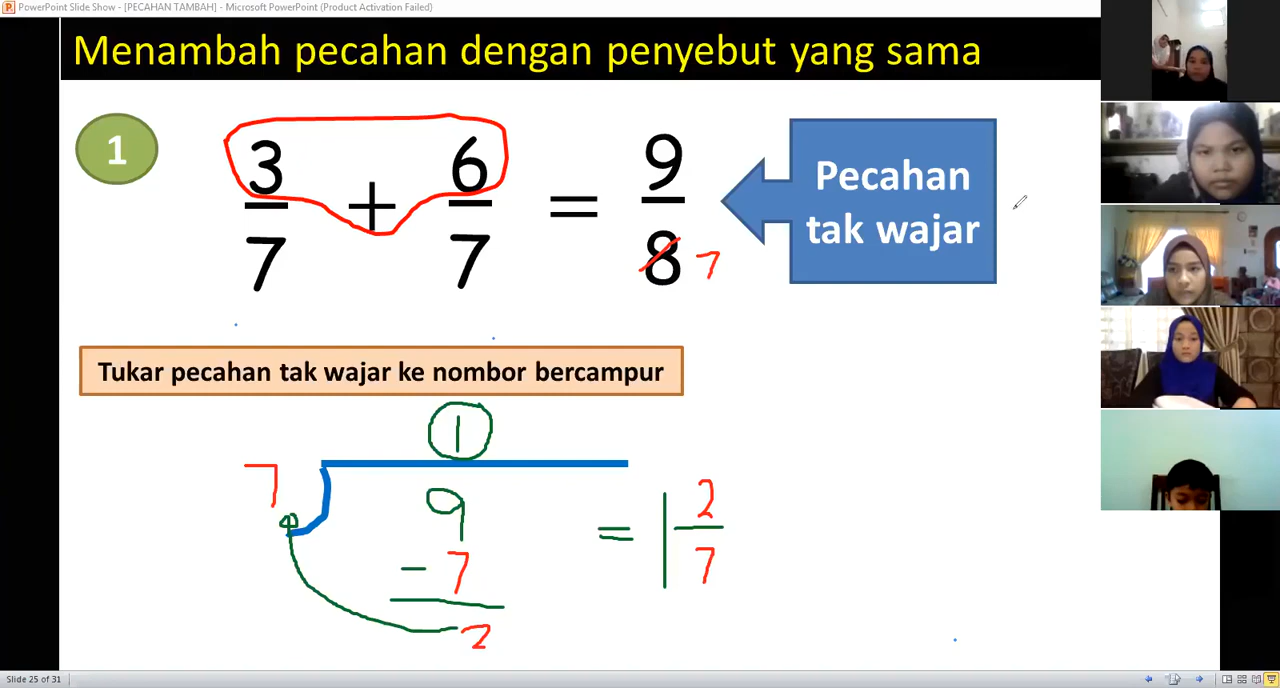 PowerPoint Slide Show - [PECAHAN TAMBAH] - Microsoft PowerPoint (Product Activation Failed)
Menambah pecahan dengan penyebut yang sama
1
3/7 + 6/7 = 9/8 7
Pecahan
tak wajar
Tukar pecahan tak wajar ke nombor bercampur
1
7 9
- 7
2
= 1 2/7
Slide 25 of 31